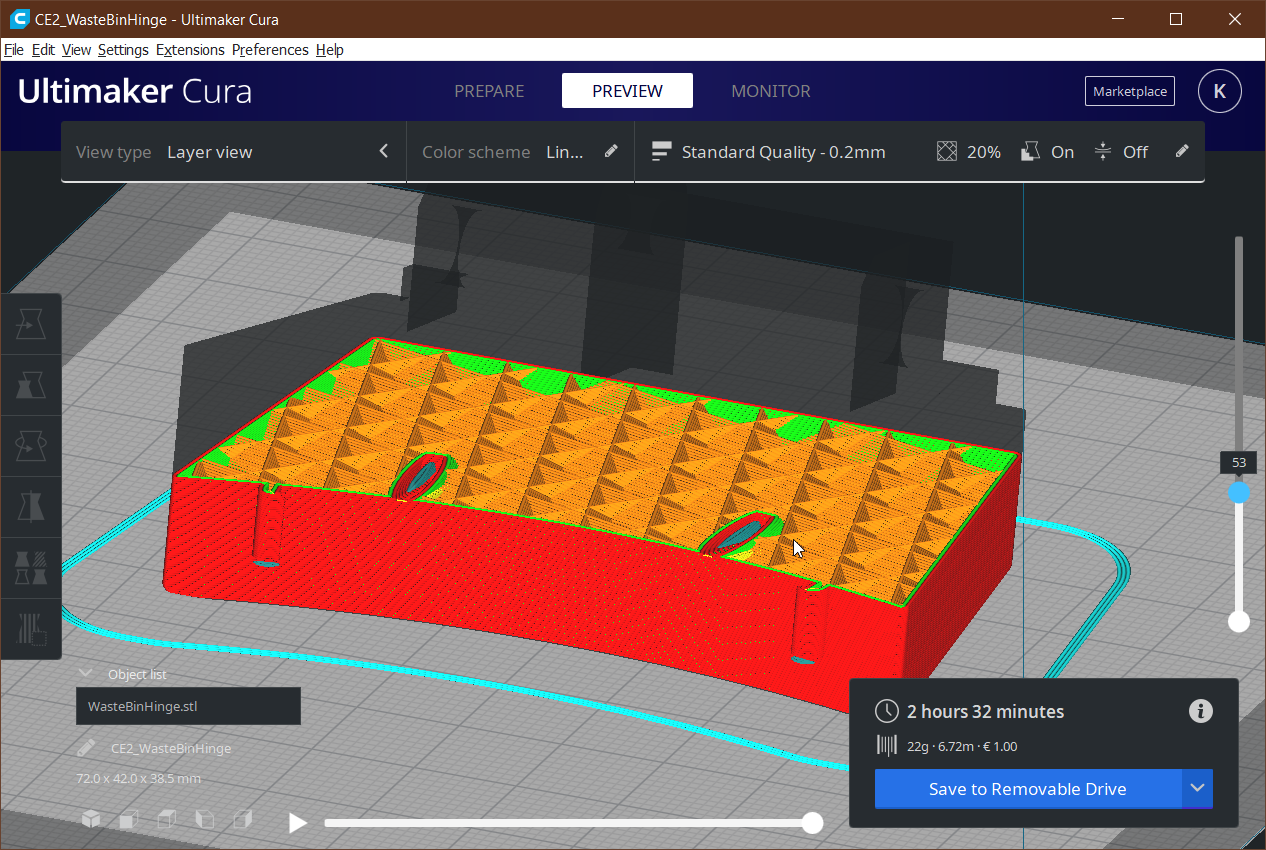 CE2_WasteBinHinge - Ultimaker Cura
File Edit View Settings Extensions Preferences Help
Ultimaker Cura
PREPARE PREVIEW MONITOR
Marketplace
K
View type Layer view
Color scheme Lin...
Standard Quality - 0.2mm
20% On Off
53
Object list
WasteBinHinge.stl
CE2_WasteBinHinge
72.0 x 42.0 x 38.5 mm
2 hours 32 minutes
22g · 6.72m · € 1.00
Save to Removable Drive